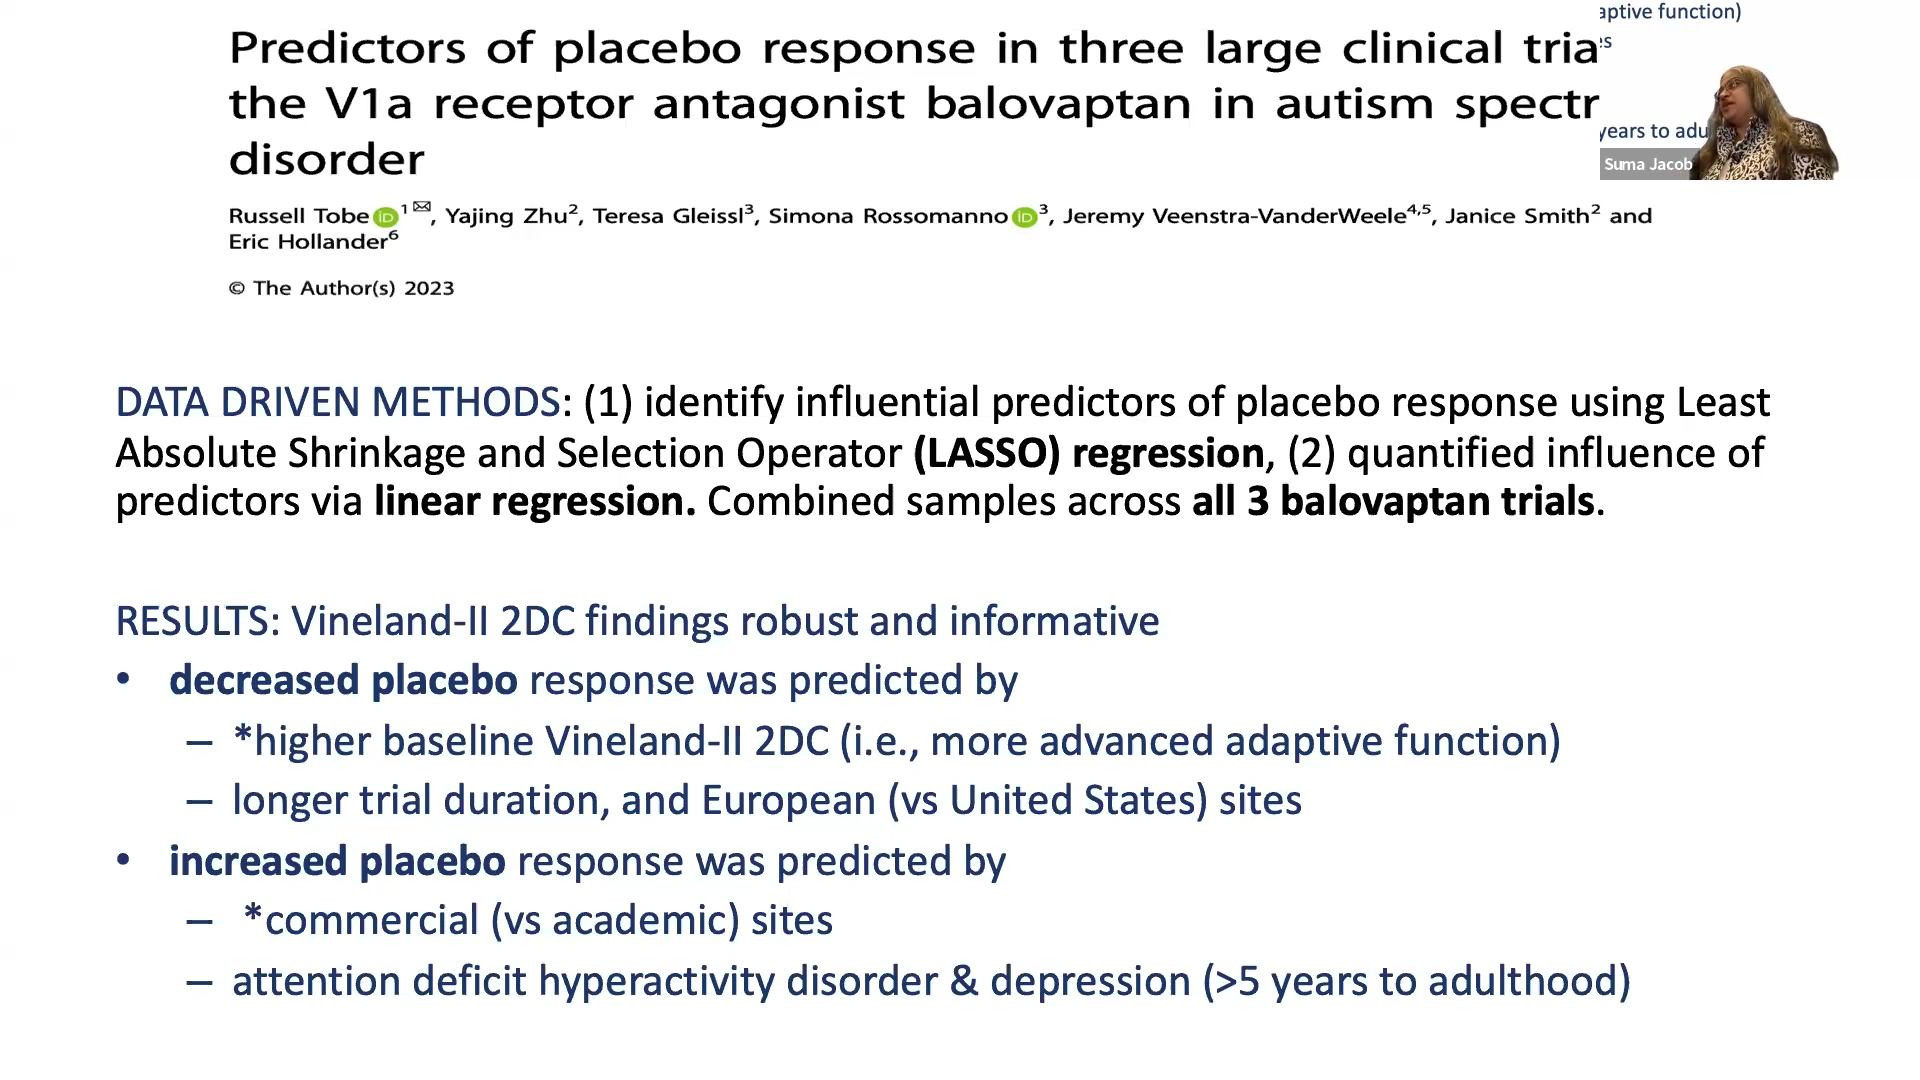 Predictors of placebo response in three large clinical tria
the V1a receptor antagonist balovaptan in autism spectr
disorder
aptive function)
es
years to adu
Suma Jacob
Russell Tobe iD 1✉, Yajing Zhu2, Teresa Gleissl3, Simona Rossomanno iD 3, Jeremy Veenstra-VanderWeele4,5, Janice Smith2 and
Eric Hollander6
© The Author(s) 2023
DATA DRIVEN METHODS: (1) identify influential predictors of placebo response using Least
Absolute Shrinkage and Selection Operator (LASSO) regression, (2) quantified influence of
predictors via linear regression. Combined samples across all 3 balovaptan trials.
RESULTS: Vineland-II 2DC findings robust and informative
• decreased placebo response was predicted by
– *higher baseline Vineland-II 2DC (i.e., more advanced adaptive function)
– longer trial duration, and European (vs United States) sites
• increased placebo response was predicted by
– *commercial (vs academic) sites
– attention deficit hyperactivity disorder & depression (>5 years to adulthood)